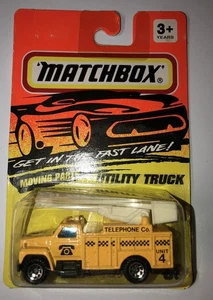 3+
YEARS
MATCHBOX
GET IN THE FAST LANE!
MOVING PARTS UTILITY TRUCK
TELEPHONE Co.
UNIT
4